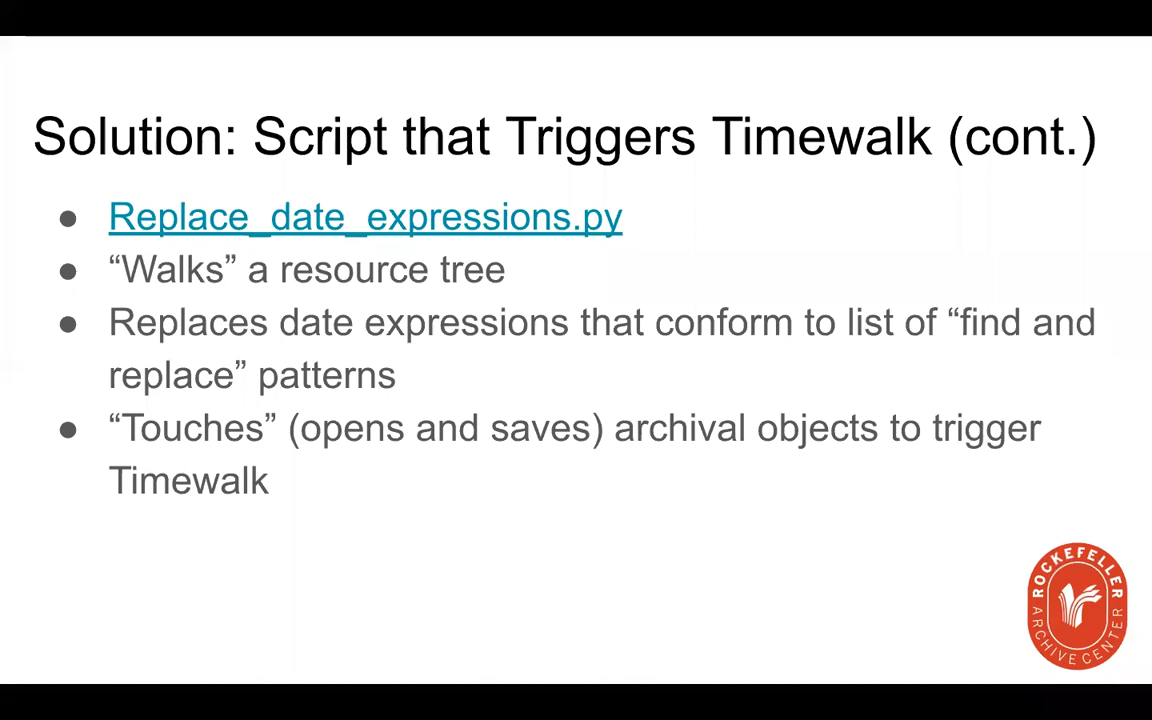 Solution: Script that Triggers Timewalk (cont.)
● Replace_date_expressions.py
● “Walks” a resource tree
● Replaces date expressions that conform to list of “find and
replace” patterns
● “Touches” (opens and saves) archival objects to trigger
Timewalk
ROCKEFELLER
ARCHIVE CENTER